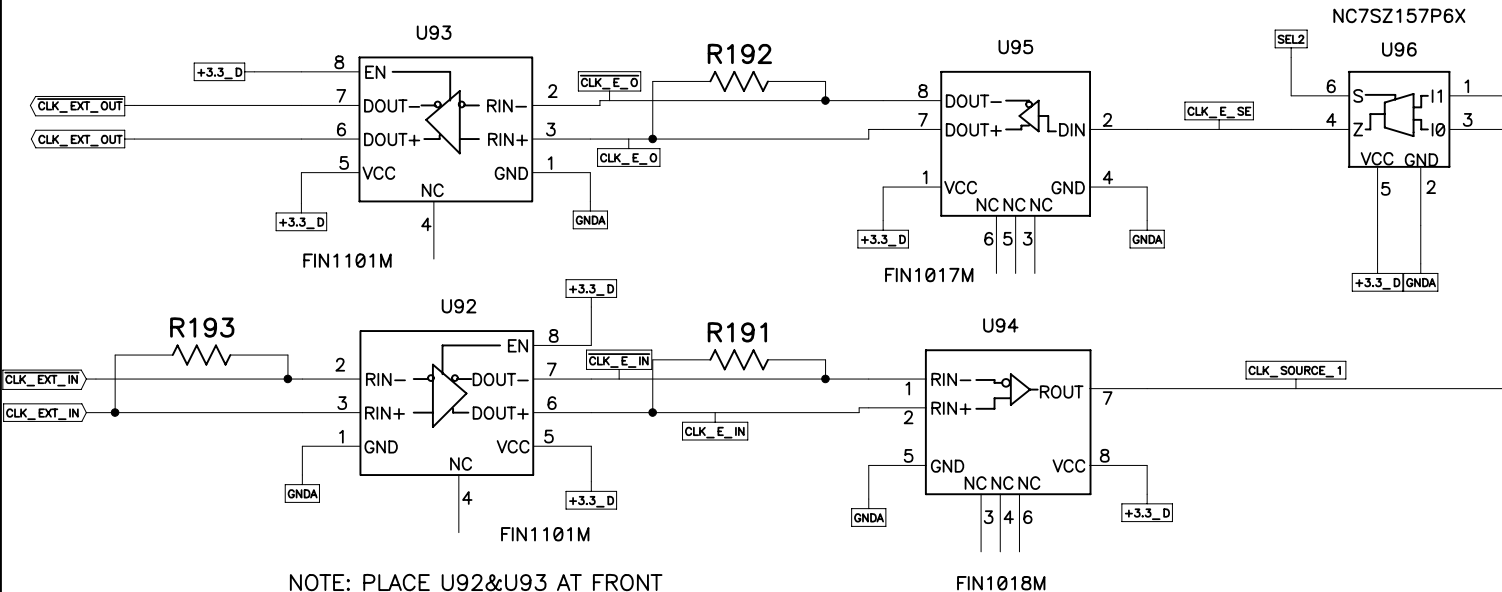 NC7SZ157P6X
U93
R192
U95
SEL2
U96
+3.3_D
8 EN
CLK_E_O
CLK_EXT_OUT
7 DOUT-
RIN- 2
8 DOUT-
6 S
I1 1
CLK_EXT_OUT
6 DOUT+
RIN+ 3
7 DOUT+
DIN 2
CLK_E_SE
4 Z
I0 3
CLK_E_O
5 VCC
GND 1
VCC GND
5 2
NC
4
1 VCC
GND 4
NC NC NC
6 5 3
+3.3_D
GNDA
+3.3_D
GNDA
FIN1101M
FIN1017M
+3.3_D GNDA
+3.3_D
U92
R193
R191
U94
EN 8
CLK_E_IN
CLK_EXT_IN
2 RIN-
DOUT- 7
1 RIN-
ROUT 7
CLK_SOURCE_1
CLK_EXT_IN
3 RIN+
DOUT+ 6
2 RIN+
CLK_E_IN
1 GND
VCC 5
NC
4
5 GND
VCC 8
NC NC NC
3 4 6
GNDA
+3.3_D
GNDA
+3.3_D
FIN1101M
NOTE: PLACE U92&U93 AT FRONT
FIN1018M